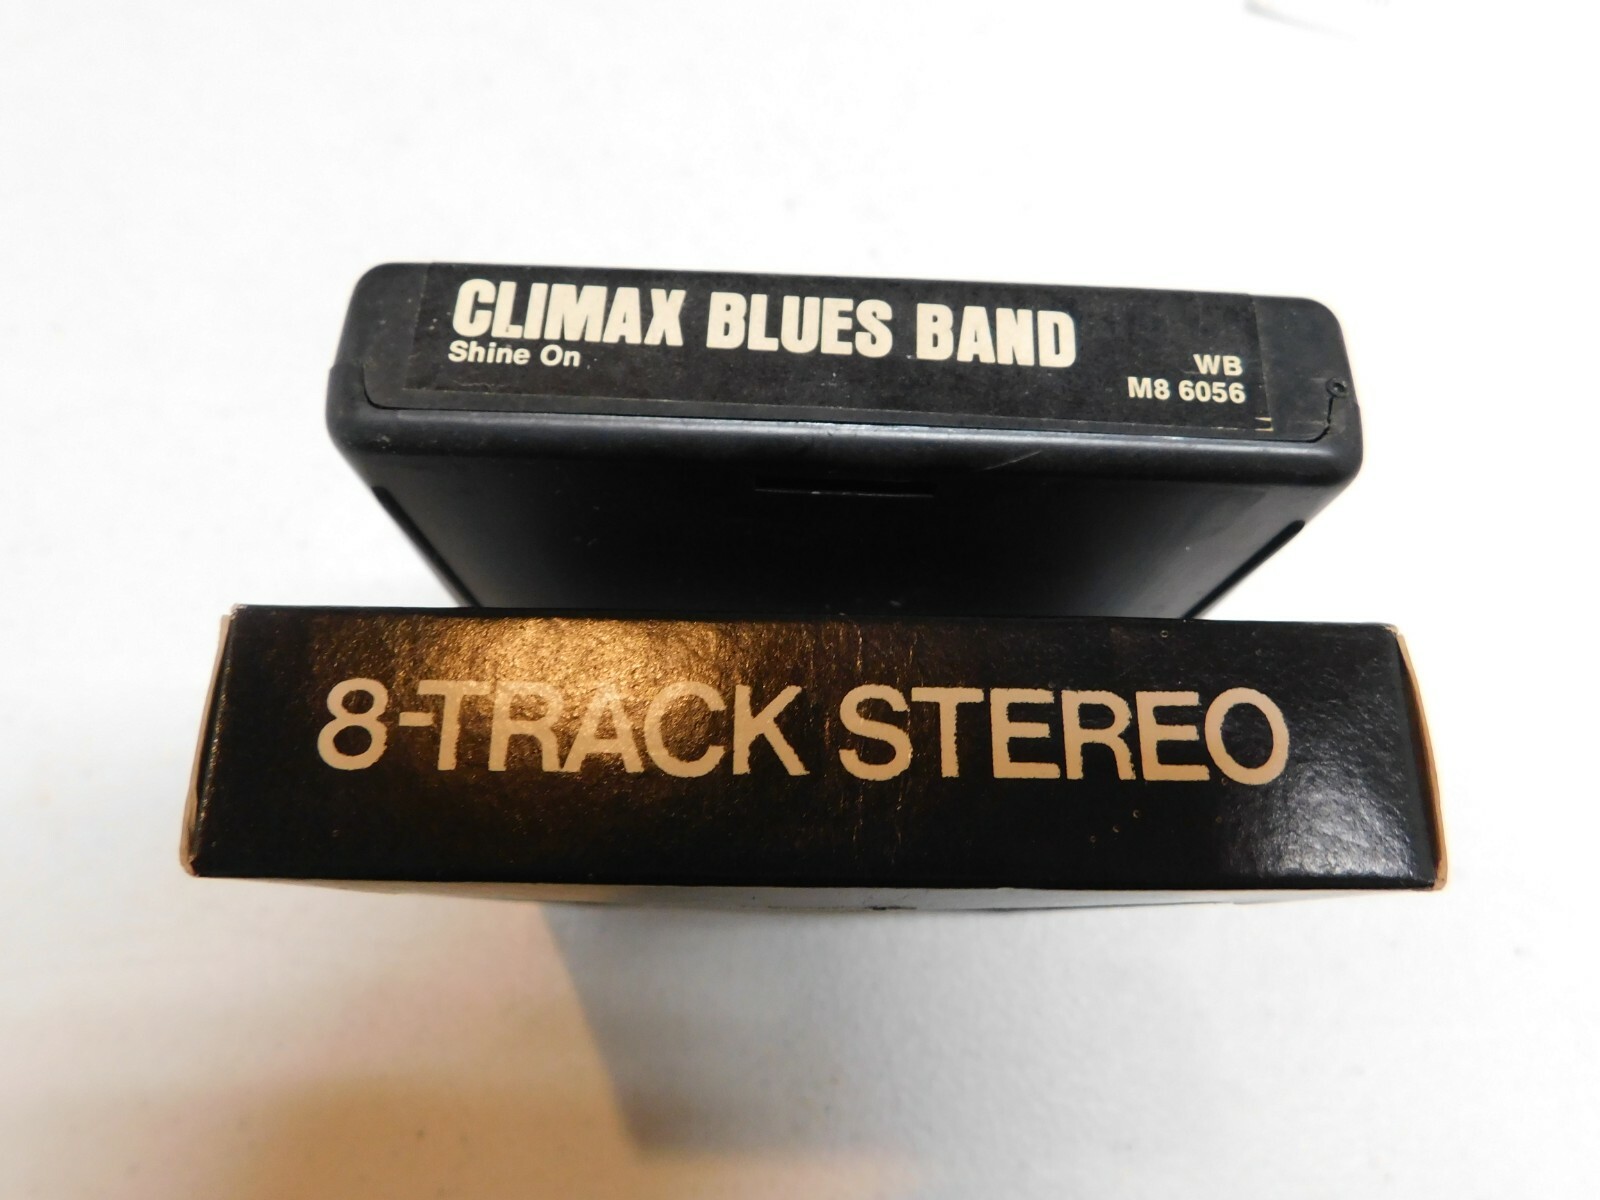 CLIMAX BLUES BAND
Shine On
WB
M8 6056
8-TRACK STEREO